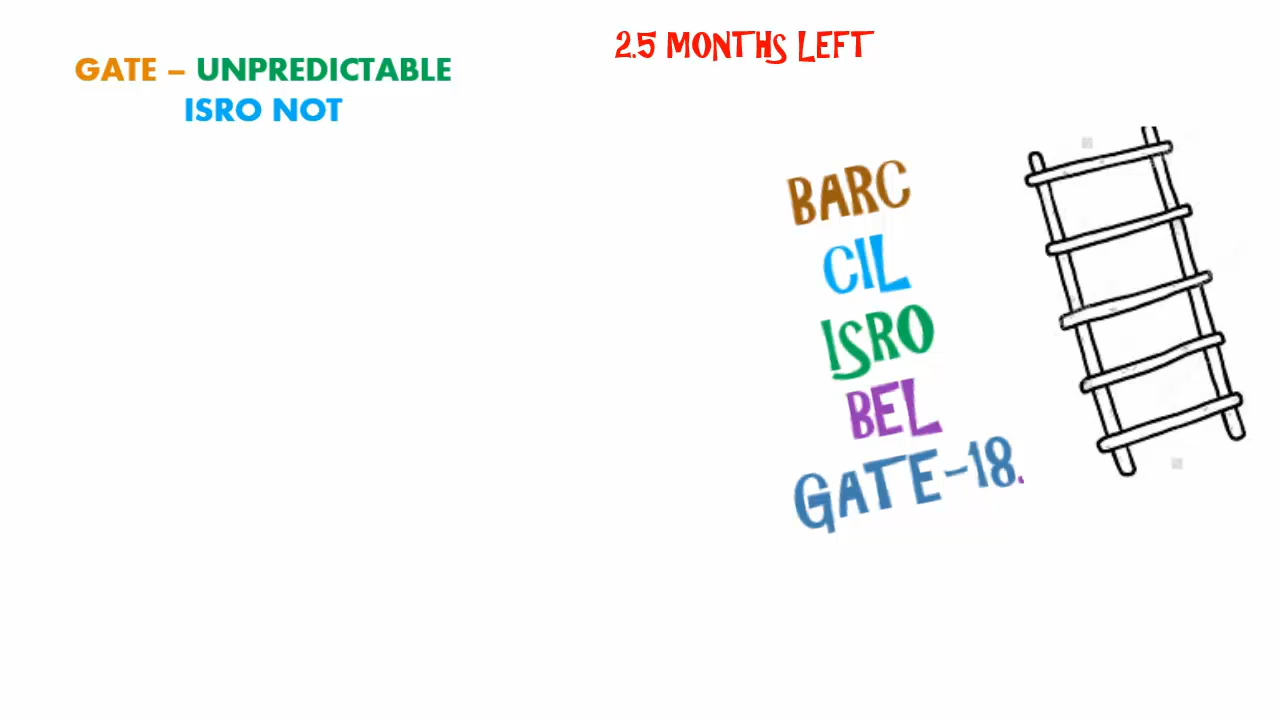 GATE – UNPREDICTABLE
ISRO NOT
2.5 MONTHS LEFT
BARC
CIL
ISRO
BEL
GATE-18.